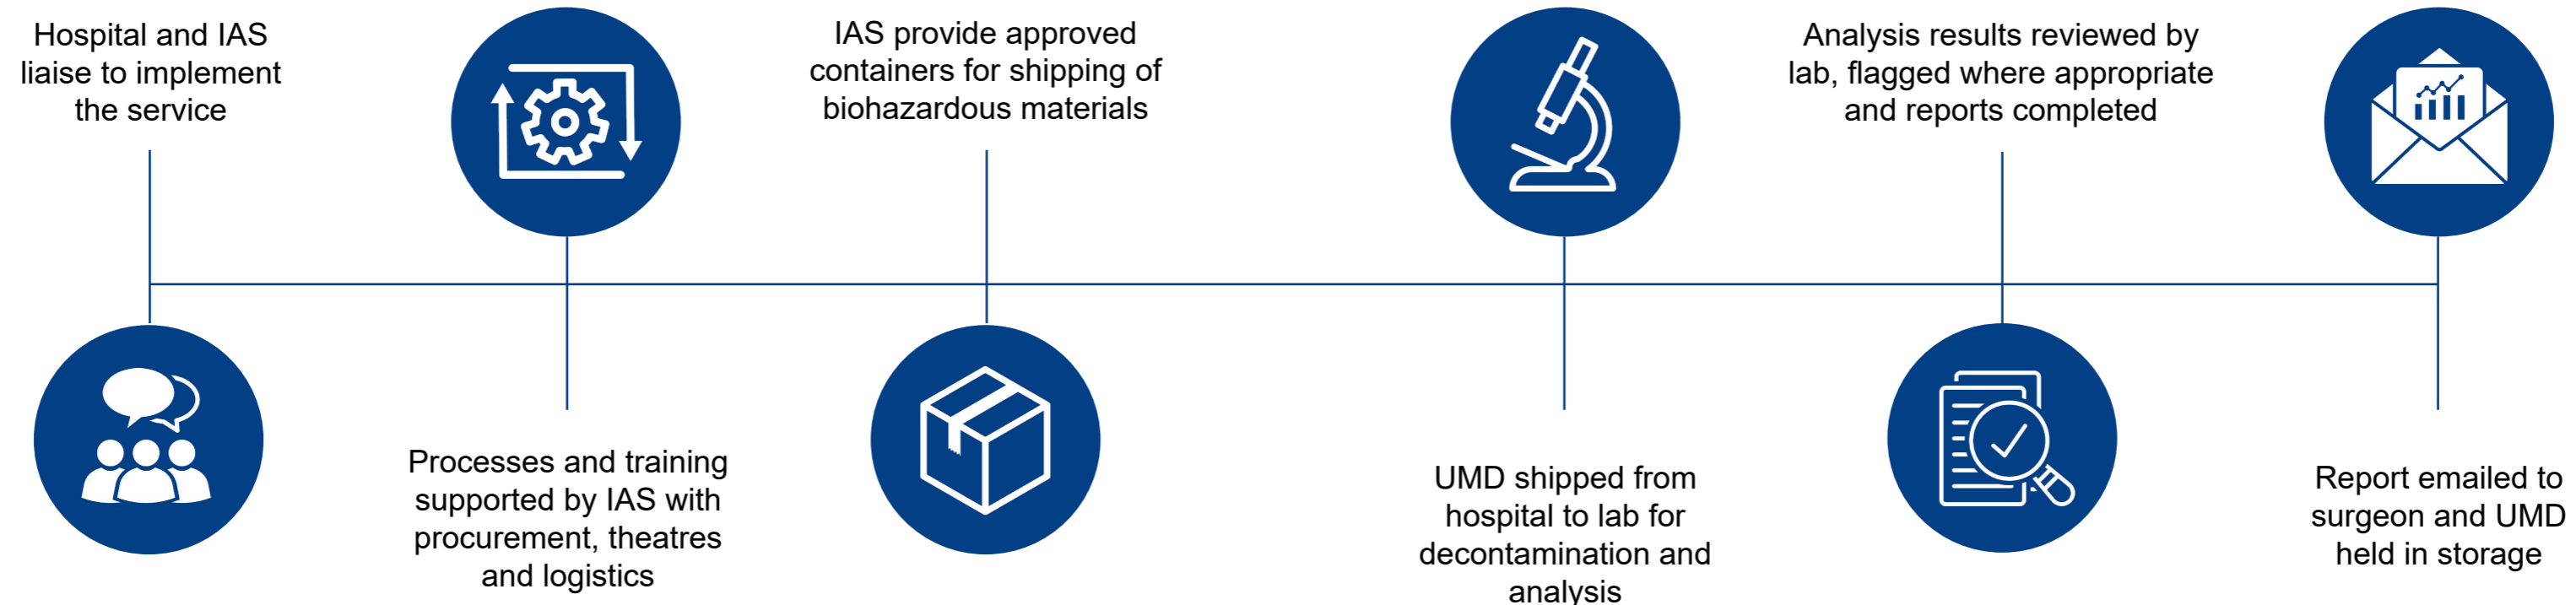 Hospital and IAS
liaise to implement
the service
Processes and training
supported by IAS with
procurement, theatres
and logistics
IAS provide approved
containers for shipping of
biohazardous materials
UMD shipped from
hospital to lab for
decontamination and
analysis
Analysis results reviewed by
lab, flagged where appropriate
and reports completed
Report emailed to
surgeon and UMD
held in storage